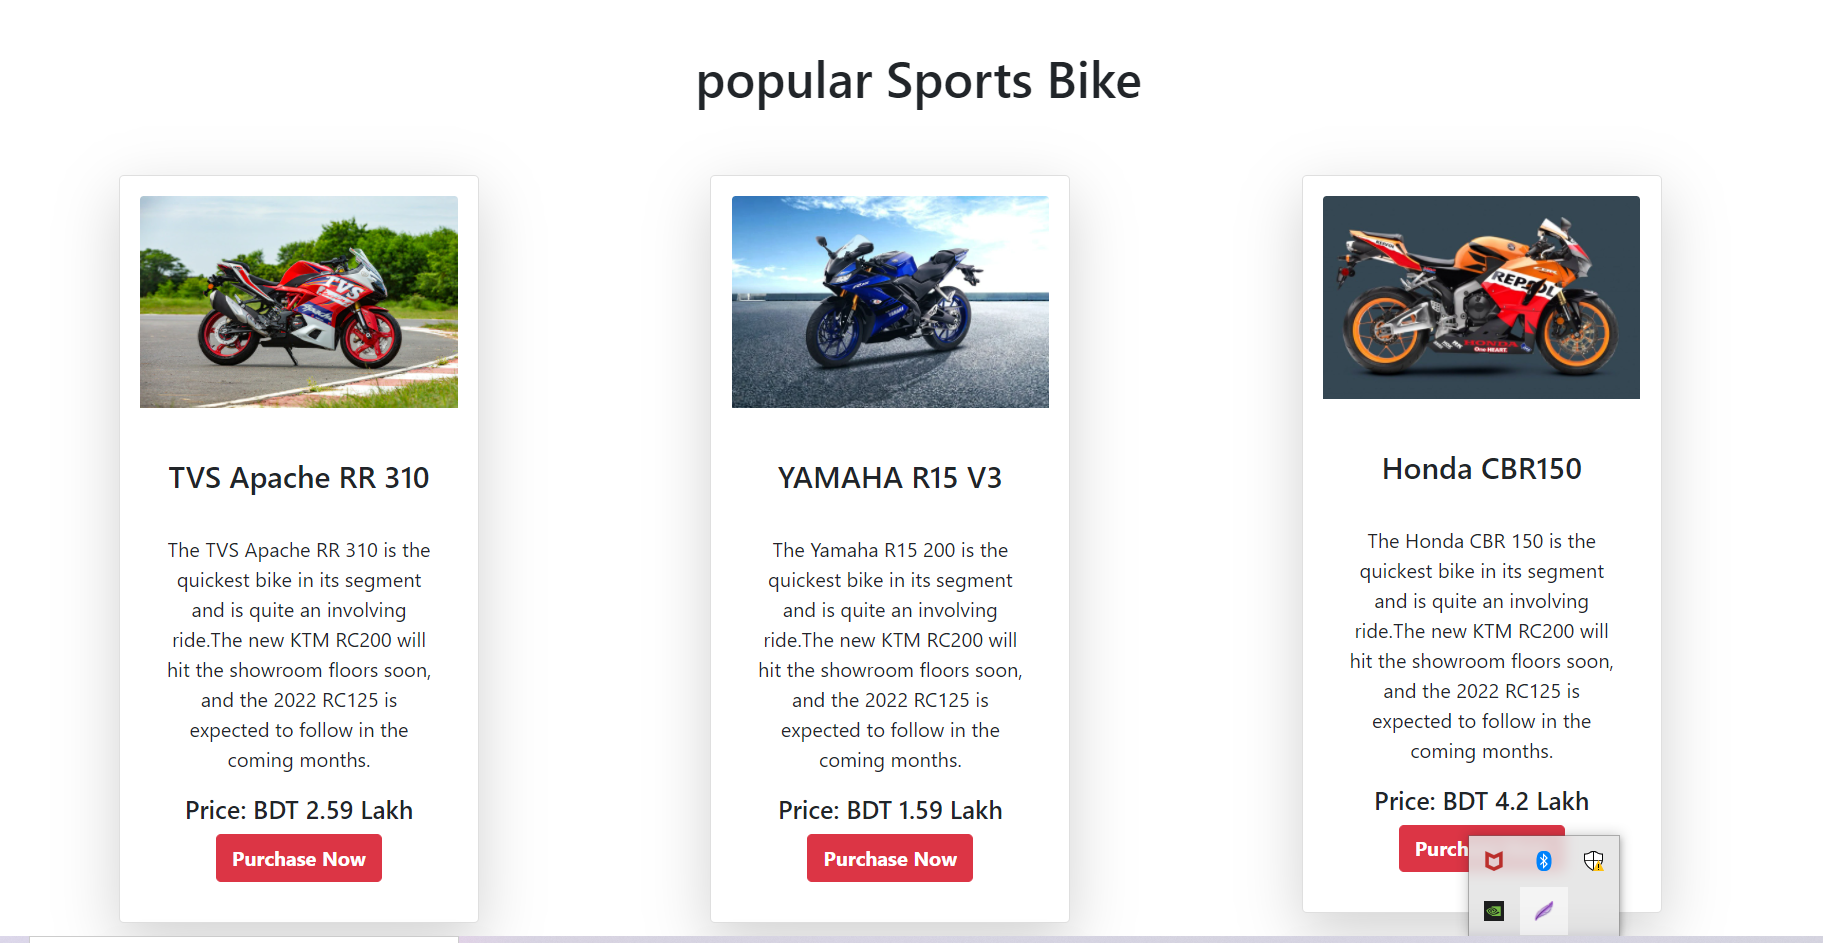 popular Sports Bike
TVS
REPSOL
HONDA
One HEART.
TVS Apache RR 310
The TVS Apache RR 310 is the
quickest bike in its segment
and is quite an involving
ride.The new KTM RC200 will
hit the showroom floors soon,
and the 2022 RC125 is
expected to follow in the
coming months.
Price: BDT 2.59 Lakh
Purchase Now
YAMAHA R15 V3
The Yamaha R15 200 is the
quickest bike in its segment
and is quite an involving
ride.The new KTM RC200 will
hit the showroom floors soon,
and the 2022 RC125 is
expected to follow in the
coming months.
Price: BDT 1.59 Lakh
Purchase Now
Honda CBR150
The Honda CBR 150 is the
quickest bike in its segment
and is quite an involving
ride.The new KTM RC200 will
hit the showroom floors soon,
and the 2022 RC125 is
expected to follow in the
coming months.
Price: BDT 4.2 Lakh
Purch